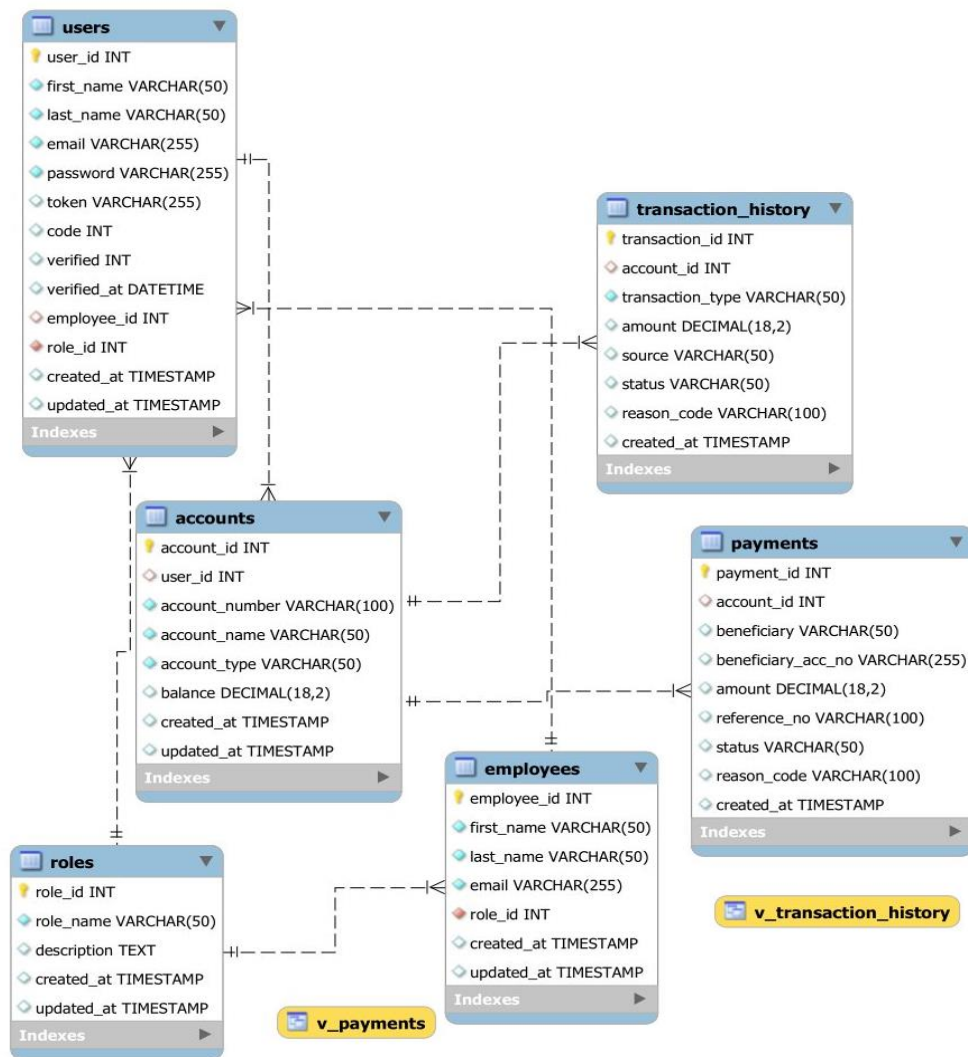 users
user_id INT
first_name VARCHAR(50)
last_name VARCHAR(50)
email VARCHAR(255)
password VARCHAR(255)
token VARCHAR(255)
code INT
verified INT
verified_at DATETIME
employee_id INT
role_id INT
created_at TIMESTAMP
updated_at TIMESTAMP
Indexes
transaction_history
transaction_id INT
account_id INT
transaction_type VARCHAR(50)
amount DECIMAL(18,2)
source VARCHAR(50)
status VARCHAR(50)
reason_code VARCHAR(100)
created_at TIMESTAMP
Indexes
accounts
account_id INT
user_id INT
account_number VARCHAR(100)
account_name VARCHAR(50)
account_type VARCHAR(50)
balance DECIMAL(18,2)
created_at TIMESTAMP
updated_at TIMESTAMP
Indexes
payments
payment_id INT
account_id INT
beneficiary VARCHAR(50)
beneficiary_acc_no VARCHAR(255)
amount DECIMAL(18,2)
reference_no VARCHAR(100)
status VARCHAR(50)
reason_code VARCHAR(100)
created_at TIMESTAMP
Indexes
employees
employee_id INT
first_name VARCHAR(50)
last_name VARCHAR(50)
email VARCHAR(255)
role_id INT
created_at TIMESTAMP
updated_at TIMESTAMP
Indexes
roles
role_id INT
role_name VARCHAR(50)
description TEXT
created_at TIMESTAMP
updated_at TIMESTAMP
Indexes
v_transaction_history
v_payments